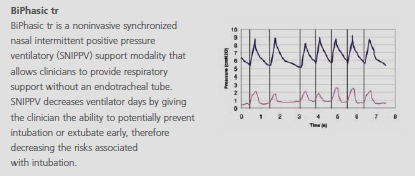 BiPhasic tr
BiPhasic tr is a noninvasive synchronized
nasal intermittent positive pressure
ventilatory (SNIPPV) support modality that
allows clinicians to provide respiratory
support without an endotracheal tube.
SNIPPV decreases ventilator days by giving
the clinician the ability to potentially prevent
intubation or extubate early, therefore
decreasing the risks associated
with intubation.
Pressure (cmH2O)
10
9
8
7
6
5
4
3
2
1
0
0 1 2 3 4 5 6 7 8
Time (s)